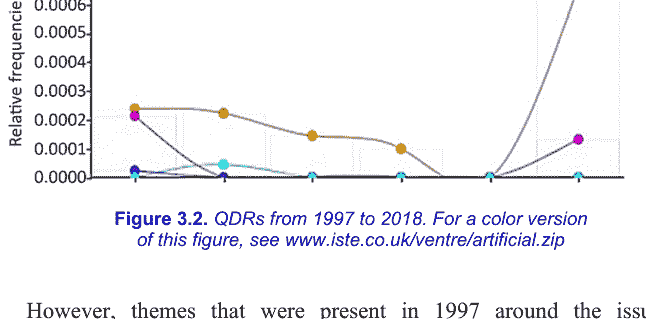 0.0006
0.0005
0.0004
0.0003
0.0002
0.0001
0.0000
Relative frequencie
Figure 3.2. QDRs from 1997 to 2018. For a color version
of this figure, see www.iste.co.uk/ventre/artificial.zip
However, themes that were present in 1997 around the issu